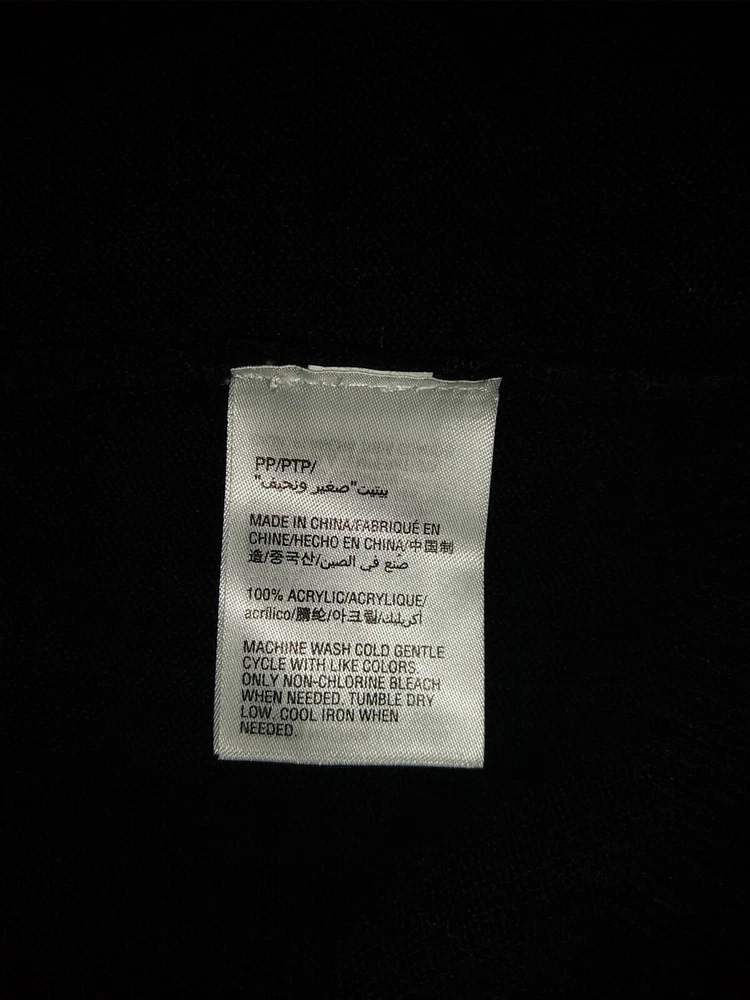 PP/PTP/
بيتيت"صغير ونحيف"
MADE IN CHINA/FABRIQUÉ EN
CHINE/HECHO EN CHINA/中国制
造/중국산/صُنع في الصين
100% ACRYLIC/ACRYLIQUE/
acrílico/腈纶/아크릴/أكريليك
MACHINE WASH COLD GENTLE
CYCLE WITH LIKE COLORS.
ONLY NON-CHLORINE BLEACH
WHEN NEEDED. TUMBLE DRY
LOW. COOL IRON WHEN
NEEDED.